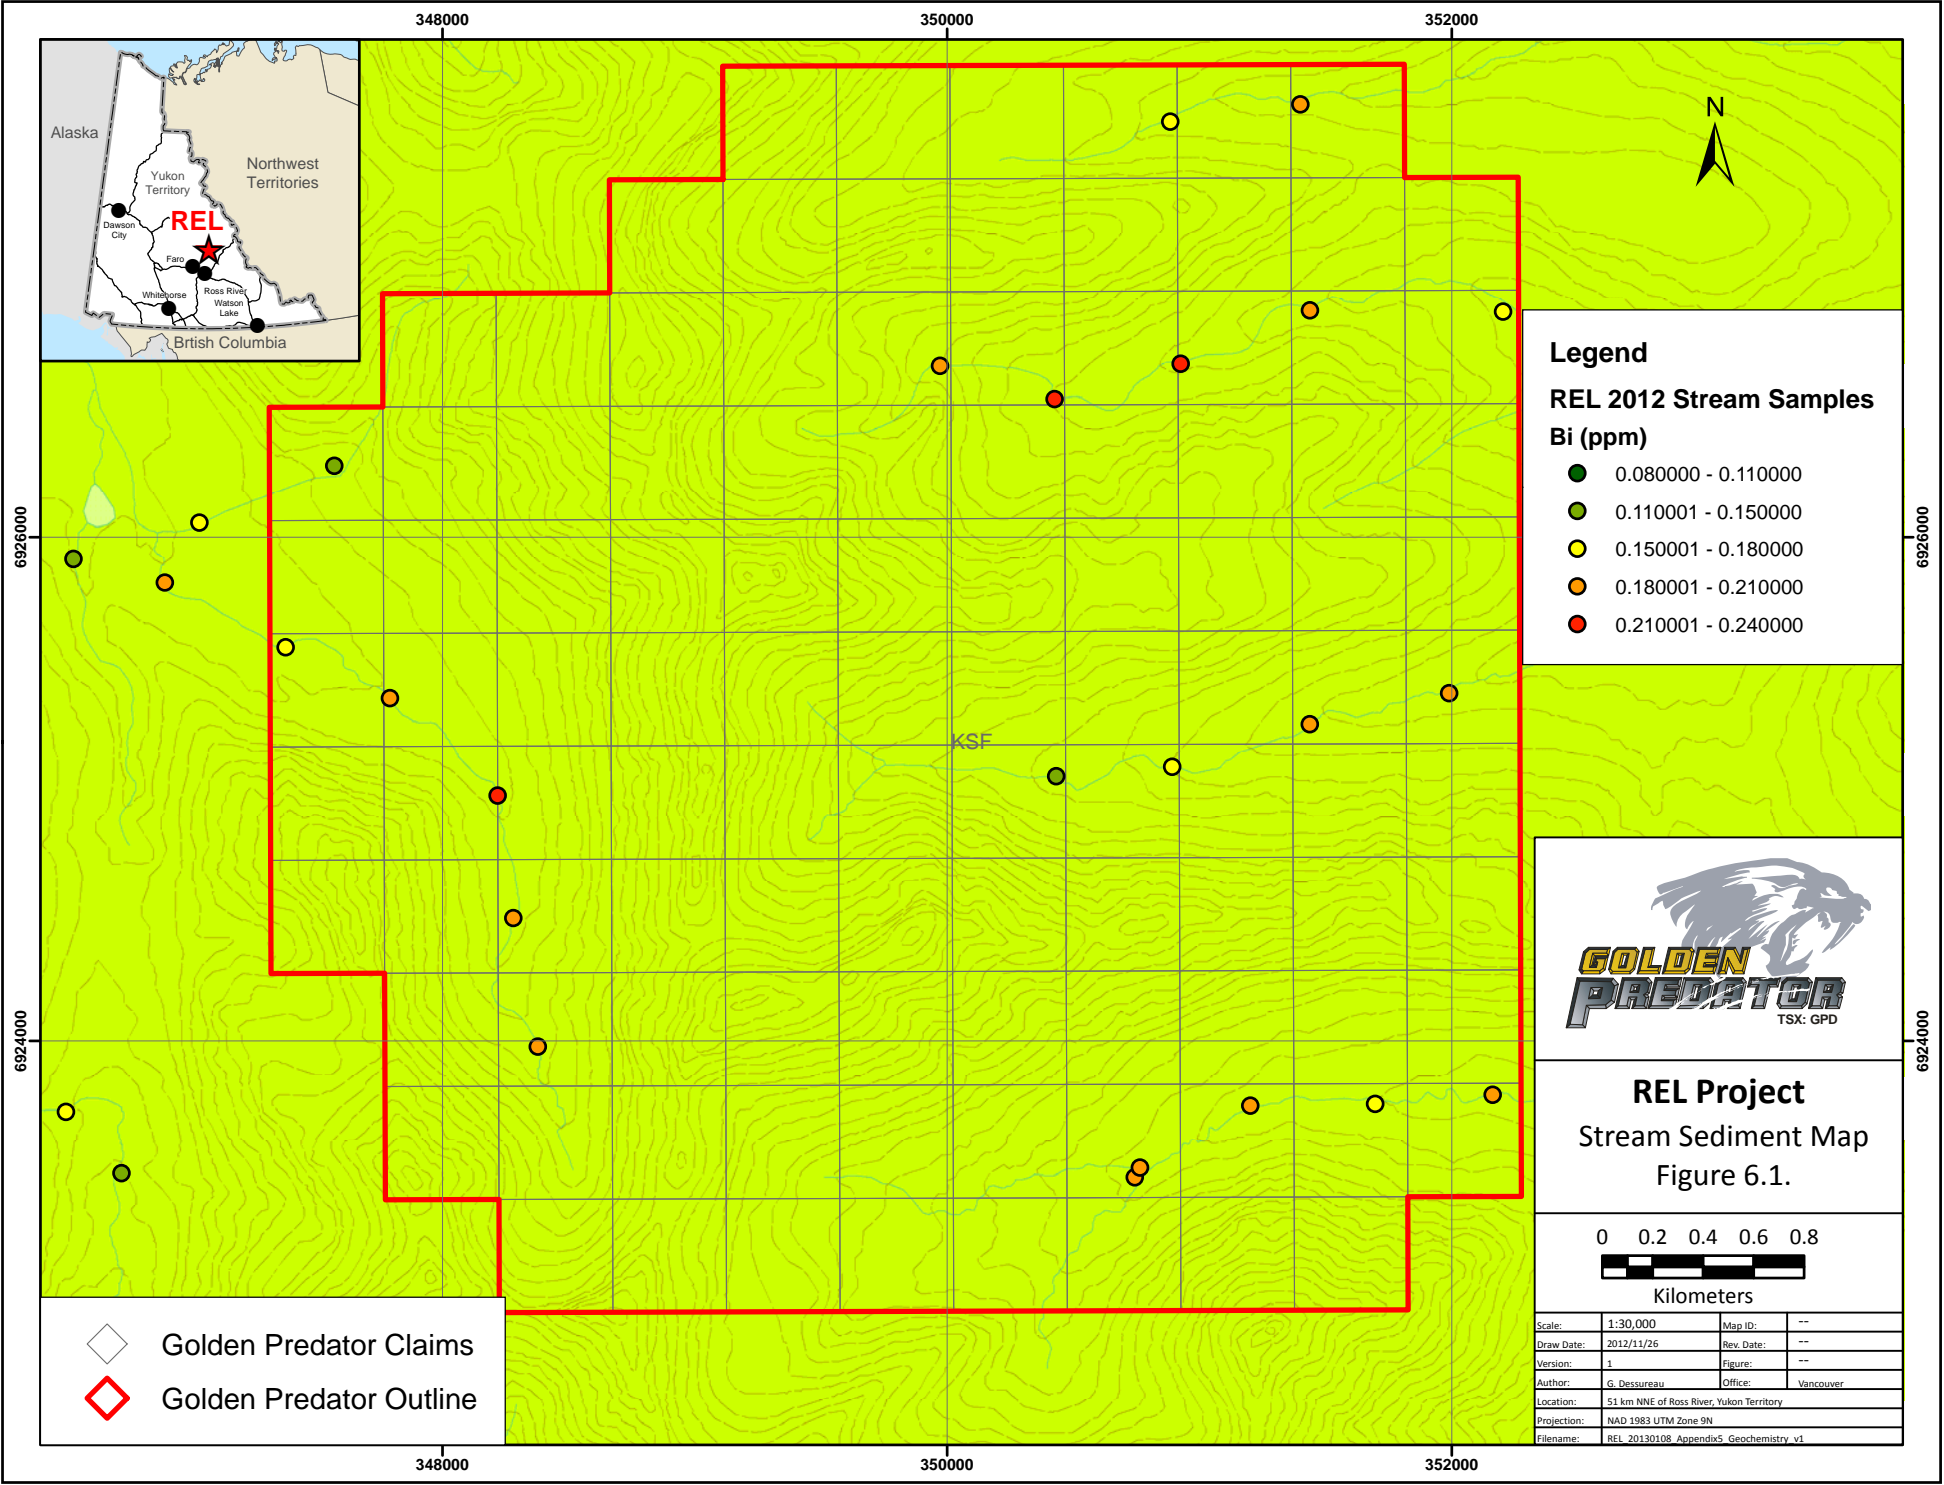 348000
350000
352000
Alaska
Northwest
Territories
Yukon
Territory
REL
Dawson
City
Faro
Ross River
Whitehorse
Watson
Lake
Brtish Columbia
N
6926000
6926000
6924000
6924000
KSF
Legend
REL 2012 Stream Samples
Bi (ppm)
0.080000 - 0.110000
0.110001 - 0.150000
0.150001 - 0.180000
0.180001 - 0.210000
0.210001 - 0.240000
GOLDEN
PREDATOR
TSX: GPD
REL Project
Stream Sediment Map
Figure 6.1.
0 0.2 0.4 0.6 0.8
Kilometers
Scale: 1:30,000 Map ID: --
Draw Date: 2012/11/26 Rev. Date: --
Version: 1 Figure: --
Author: G. Dessureau Office: Vancouver
Location: 51 km NNE of Ross River, Yukon Territory
Projection: NAD 1983 UTM Zone 9N
Filename: REL_20130108_Appendix5_Geochemistry_v1
Golden Predator Claims
Golden Predator Outline
348000
350000
352000